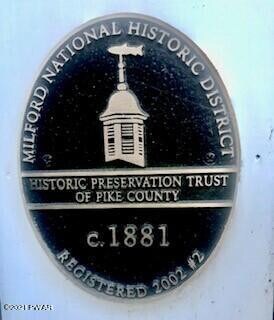 MILFORD NATIONAL HISTORIC DISTRICT
HISTORIC PRESERVATION TRUST
OF PIKE COUNTY
c.1881
REGISTERED 2002 #2
©2021 PWAR